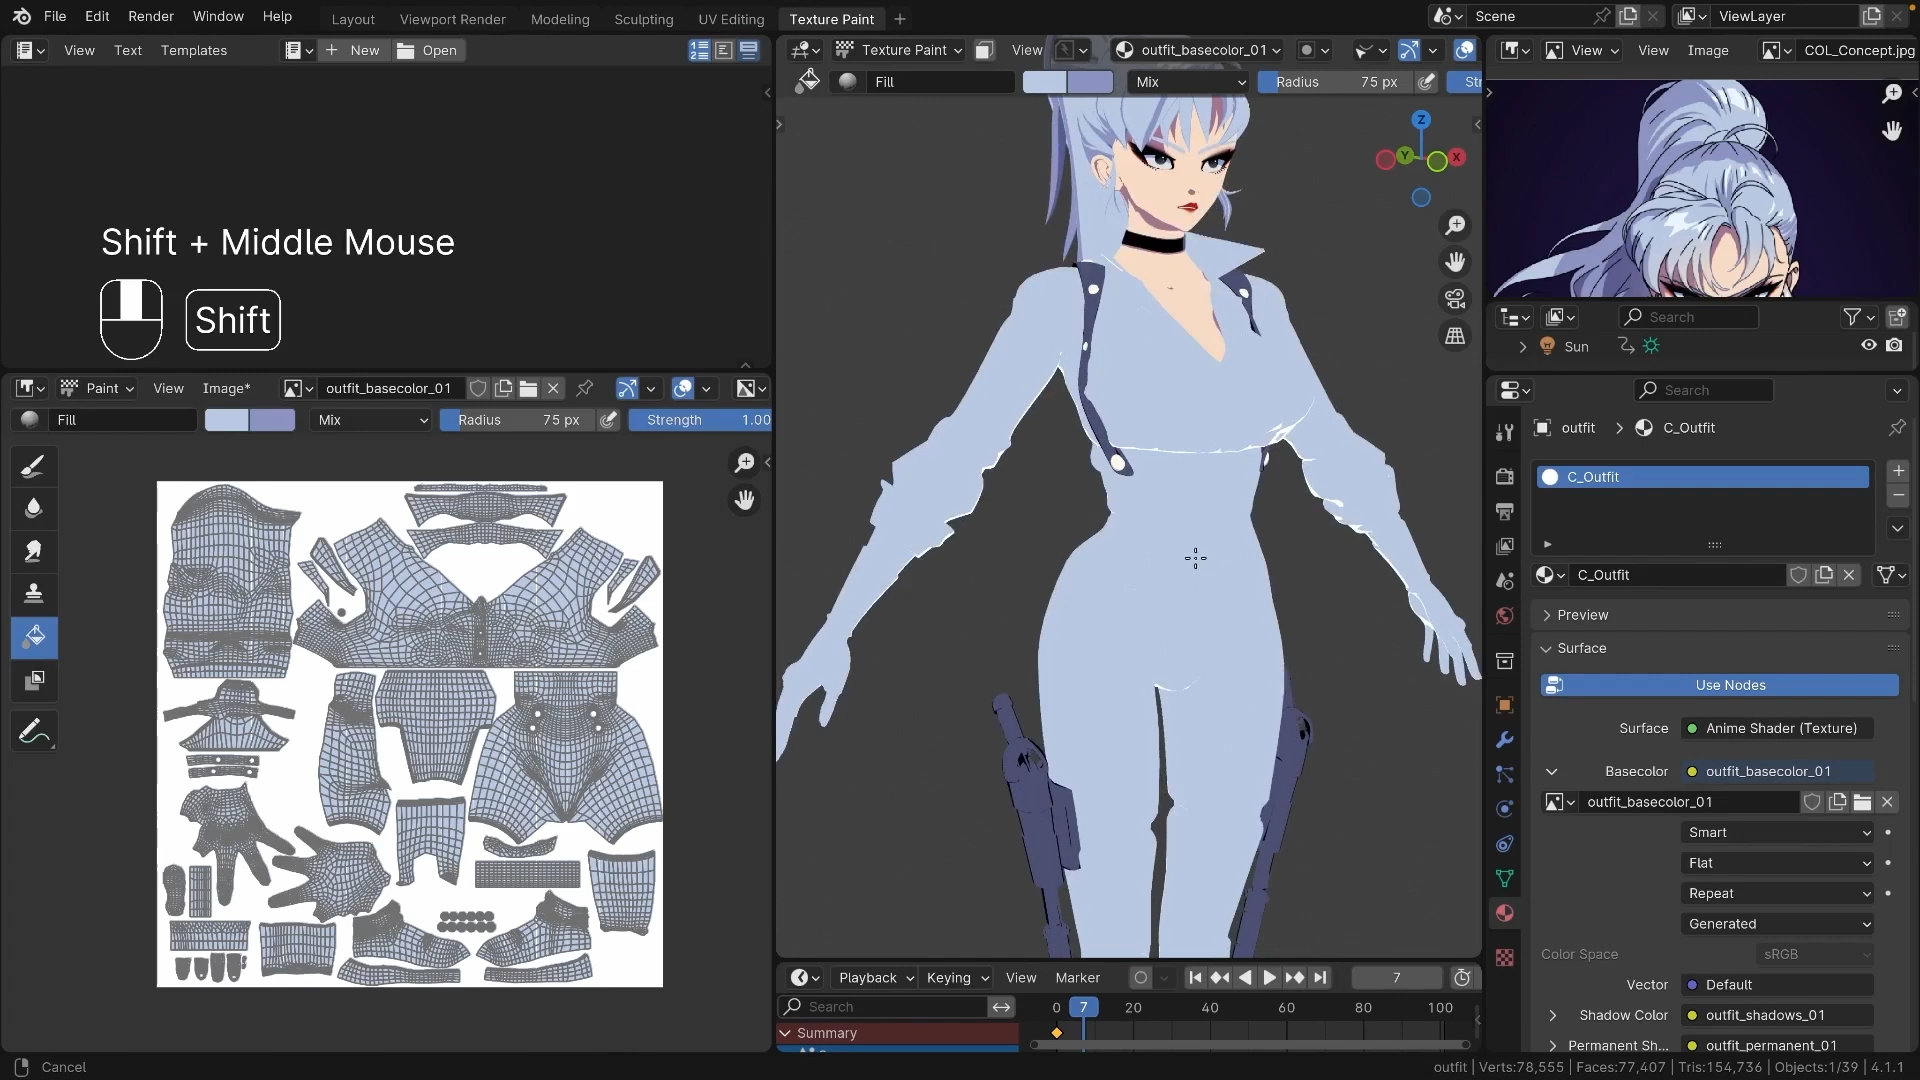 File Edit Render Window Help Layout Viewport Render Modeling Sculpting UV Editing Texture Paint Scene ViewLayer
View Text Templates New Open Texture Paint View outfit_basecolor_01 View View Image COL_Concept.jpg
Fill Mix Radius 75 px Str
Shift + Middle Mouse
Shift
Z
Y X
Search
Sun
Search
Paint View Image* outfit_basecolor_01
Fill Mix Radius 75 px Strength 1.00
outfit C_Outfit
C_Outfit
C_Outfit
Preview
Surface
Use Nodes
Surface Anime Shader (Texture)
Basecolor outfit_basecolor_01
outfit_basecolor_01
Smart
Flat
Repeat
Generated
Color Space sRGB
Vector Default
Shadow Color outfit_shadows_01
Permanent Sh... outfit_permanent_01
Playback Keying View Marker 7
Search 0 7 20 40 60 80 100
Summary
Cancel
outfit | Verts:78,555 | Faces:77,407 | Tris:154,736 | Objects:1/39 | 4.1.1